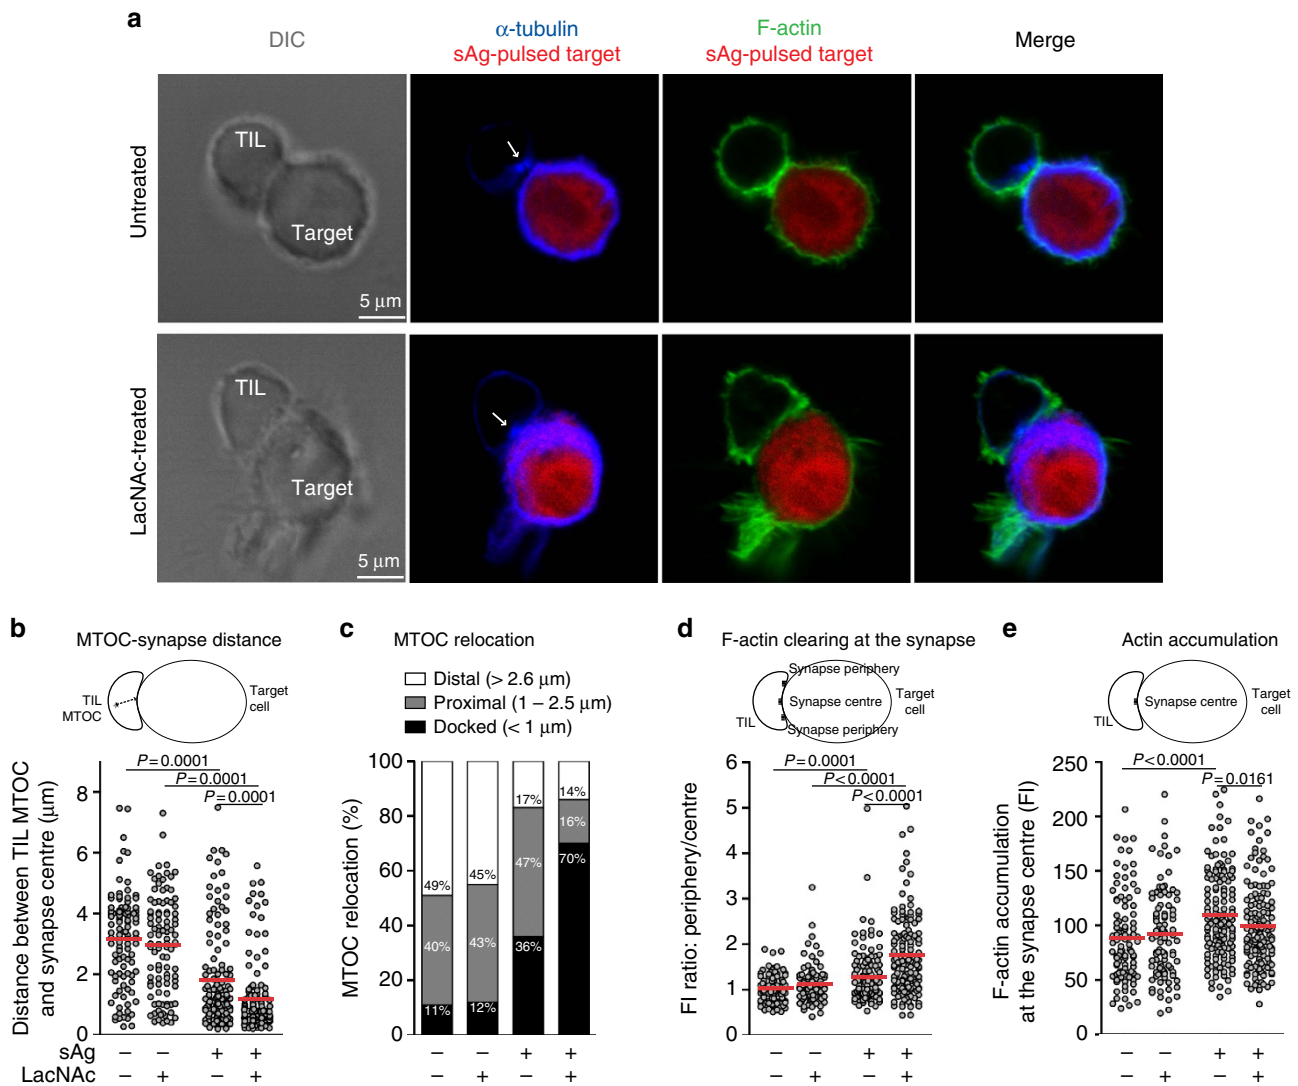 a
DIC
α-tubulin
sAg-pulsed target
F-actin
sAg-pulsed target
Merge
Untreated
TIL
Target
5 μm
LacNAc-treated
TIL
Target
5 μm
b
MTOC-synapse distance
TIL
MTOC
Target
cell
P = 0.0001
P = 0.0001
P = 0.0001
Distance between TIL MTOC
and synapse centre (μm)
8
6
4
2
0
sAg
– – + +
LacNAc
– + – +
c
MTOC relocation
Distal (> 2.6 μm)
Proximal (1 – 2.5 μm)
Docked (< 1 μm)
MTOC relocation (%)
100
80
60
40
20
0
49%
40%
11%
45%
43%
12%
17%
47%
36%
14%
16%
70%
– – + +
– + – +
d
F-actin clearing at the synapse
Synapse periphery
Synapse centre
Synapse periphery
TIL
Target
cell
P = 0.0001
P < 0.0001
P < 0.0001
FI ratio: periphery/centre
6
5
4
3
2
1
0
– – + +
– + – +
e
Actin accumulation
Synapse centre
TIL
Target
cell
P < 0.0001
P = 0.0161
F-actin accumulation
at the synapse centre (FI)
250
200
150
100
50
0
– – + +
– + – +